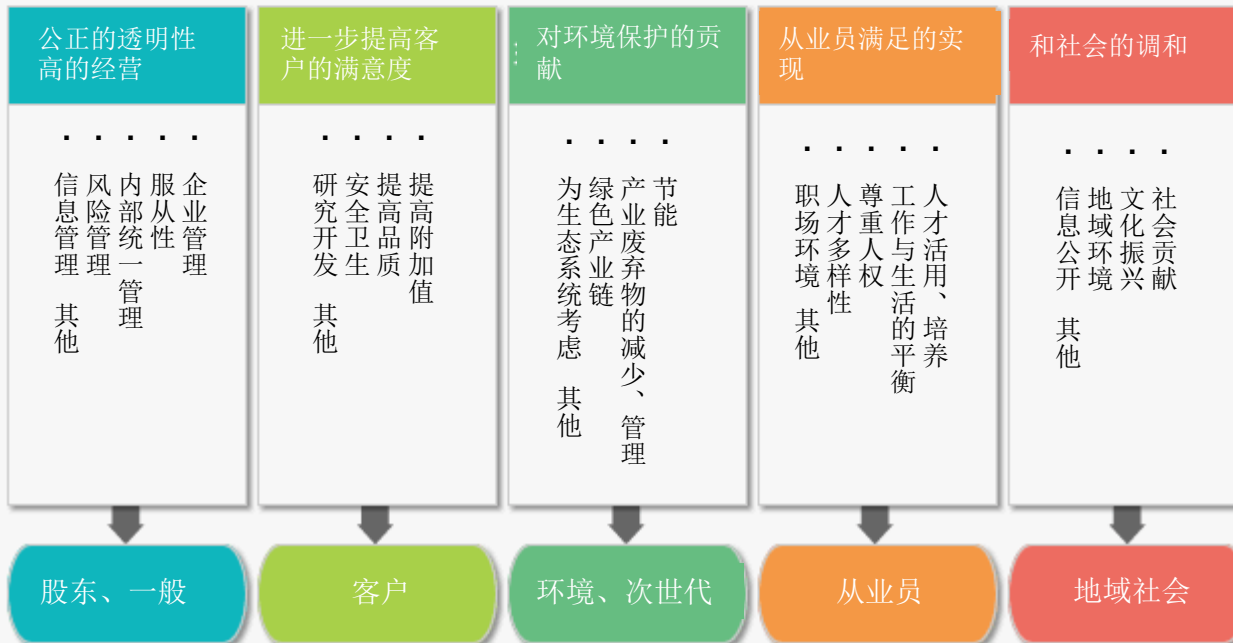 公正的透明性
高的经营
·企业管理
·服从性
·内部统一管理
·风险管理
·信息管理 其他
股东、一般
进一步提高客
户的满意度
·提高附加值
·提高品质
·安全卫生
·研究开发 其他
客户
对环境保护的贡
献
·节能
·产业废弃物的减少、管理
·绿色产业链
·为生态系统考虑 其他
环境、次世代
从业员满足的实
现
·人才活用、培养
·工作与生活的平衡
·尊重人权
·人才多样性
·职场环境 其他
从业员
和社会的调和
·社会贡献
·文化振兴
·地域环境
·信息公开 其他
地域社会